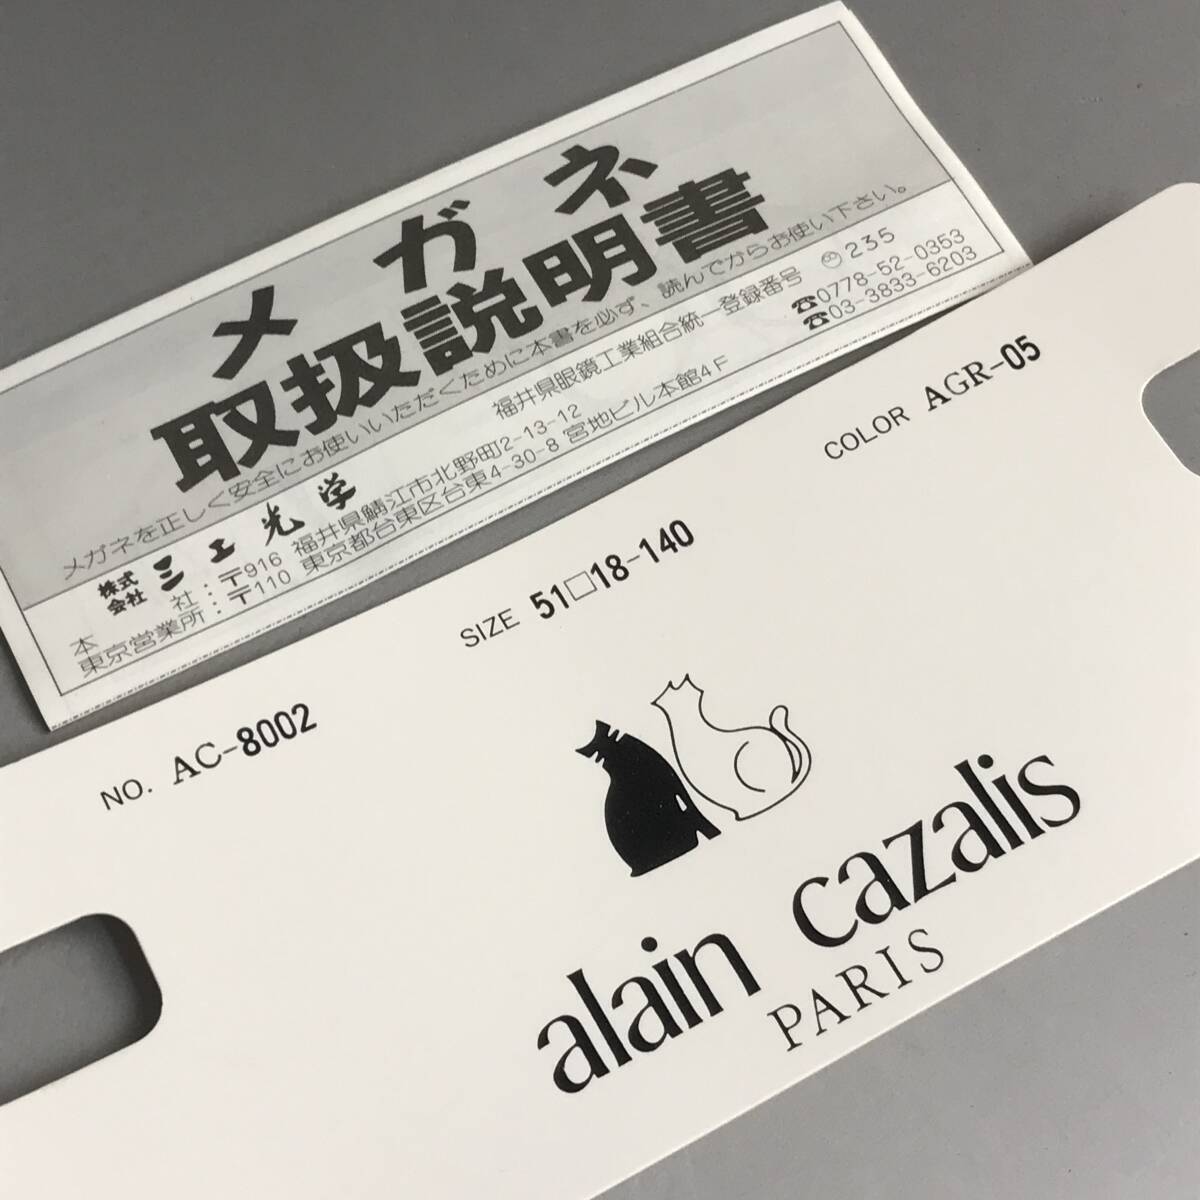 メガネ
取扱説明書
メガネを正しく安全にお使いいただくために本書を必ず、読んでからお使い下さい。
福井県眼鏡工業組合統一登録番号 235
株式会社 三工光学
本社:〒916 福井県鯖江市北野町2-13-12 ☎0778-52-0353
東京営業所:〒110 東京都台東区台東4-30-8 宮地ビル本館4F ☎03-3833-6203
NO. AC-8002 SIZE 51□18-140 COLOR AGR-05
alain cazalis
PARIS